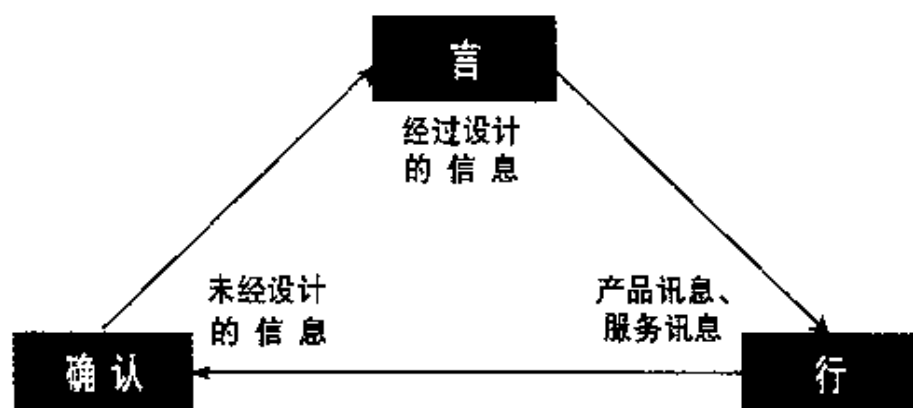 言
经过设计
的信息
未经设计
的信息
产品讯息、
服务讯息
确认
行